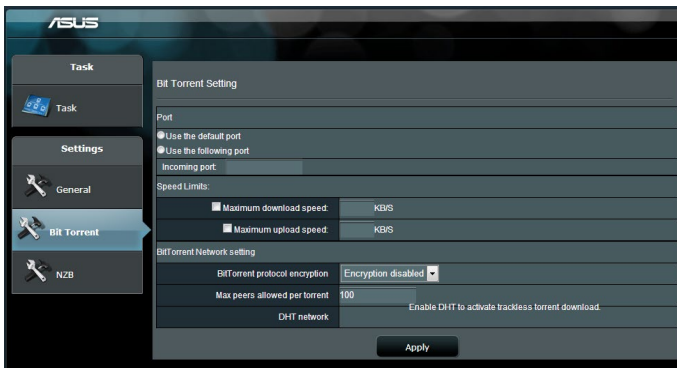 ASUS
Task
Task
Settings
General
Bit Torrent
NZB
Bit Torrent Setting
Port
Use the default port
Use the following port
Incoming port:
Speed Limits:
Maximum download speed: KB/S
Maximum upload speed: KB/S
BitTorrent Network setting
BitTorrent protocol encryption Encryption disabled
Max peers allowed per torrent 100
DHT network Enable DHT to activate trackless torrent download.
Apply